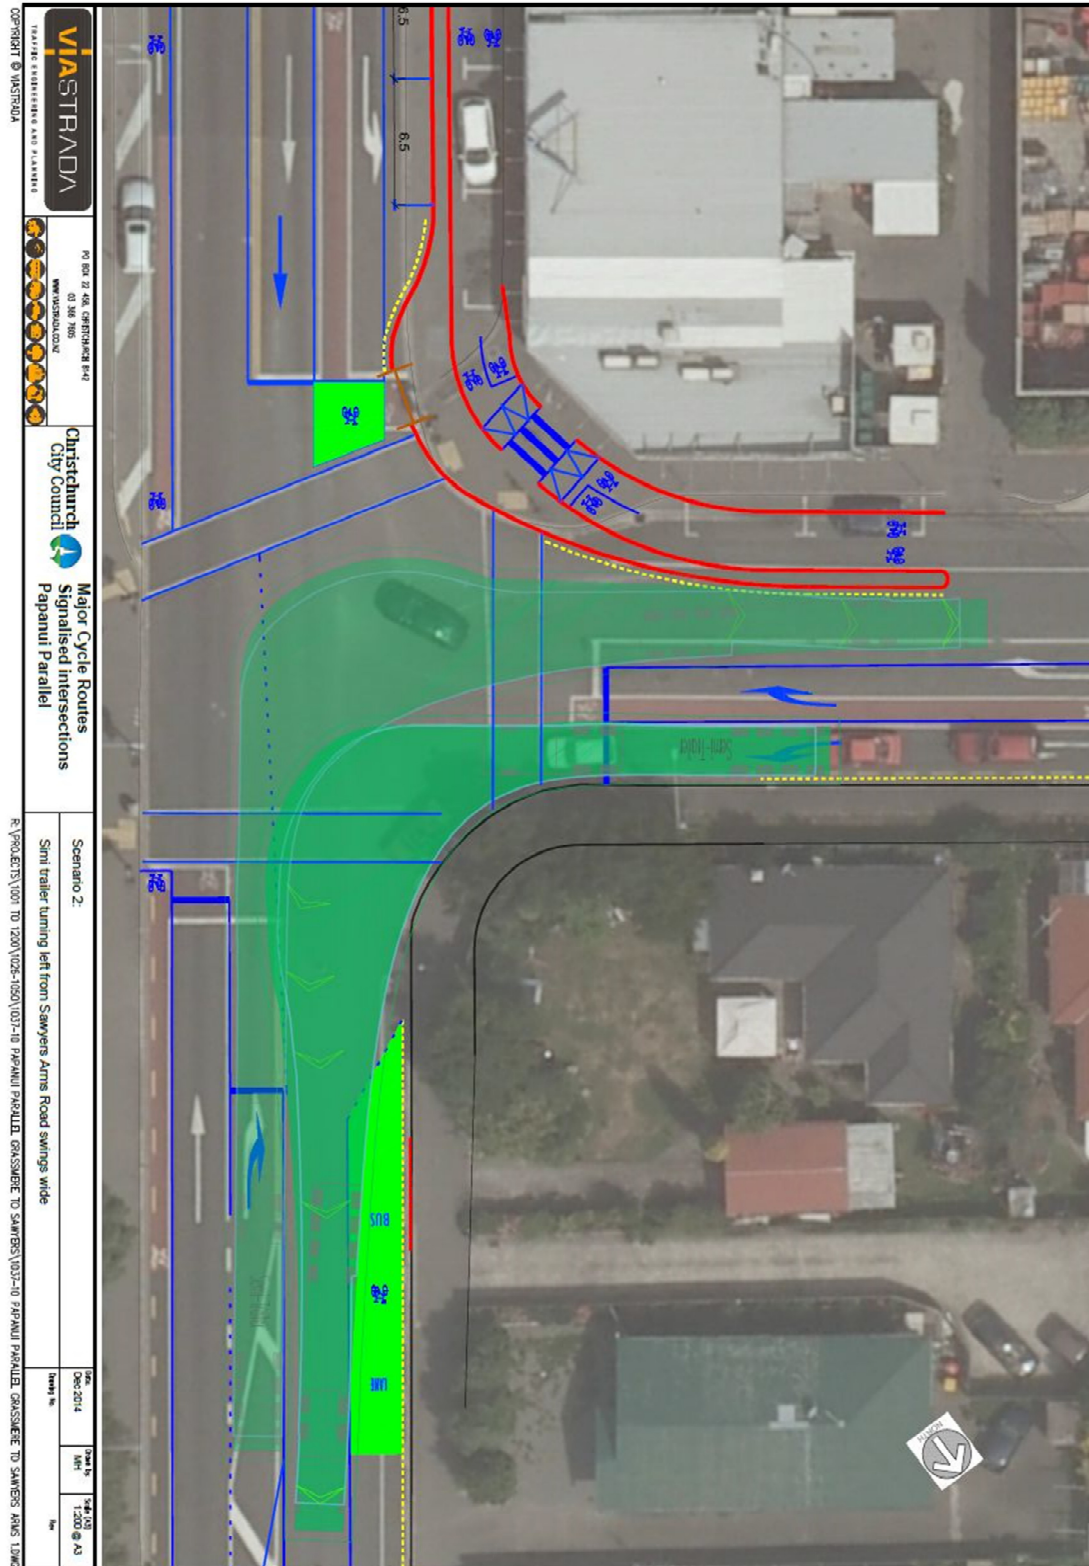 VIASTRADA
TRAFFIC ENGINEERING AND PLANNING
COPYRIGHT © VIASTRADA
PO BOX 22 458, CHRISTCHURCH 8142
03 366 7605
WWW.VIASTRADA.CO.NZ
Christchurch
City Council
Major Cycle Routes
Signalised intersections
Papanui Parallel
Scenario 2:
Simi trailer turning left from Sawyers Arms Road swings wide
Date:
Dec 2014
Drawn by:
MH
Scale (A3)
1:200 @ A3
Drawing No.
Rev
R:\PROJECTS\1001 TO 1200\1026-1050\1037-10 PAPANUI PARALLEL GRASSMERE TO SAWYERS\1037-10 PAPANUI PARALLEL GRASSMERE TO SAWYERS ARMS 1.DWG
6.5
6.5
Semi-Trailer
BUS
LANE
NORTH